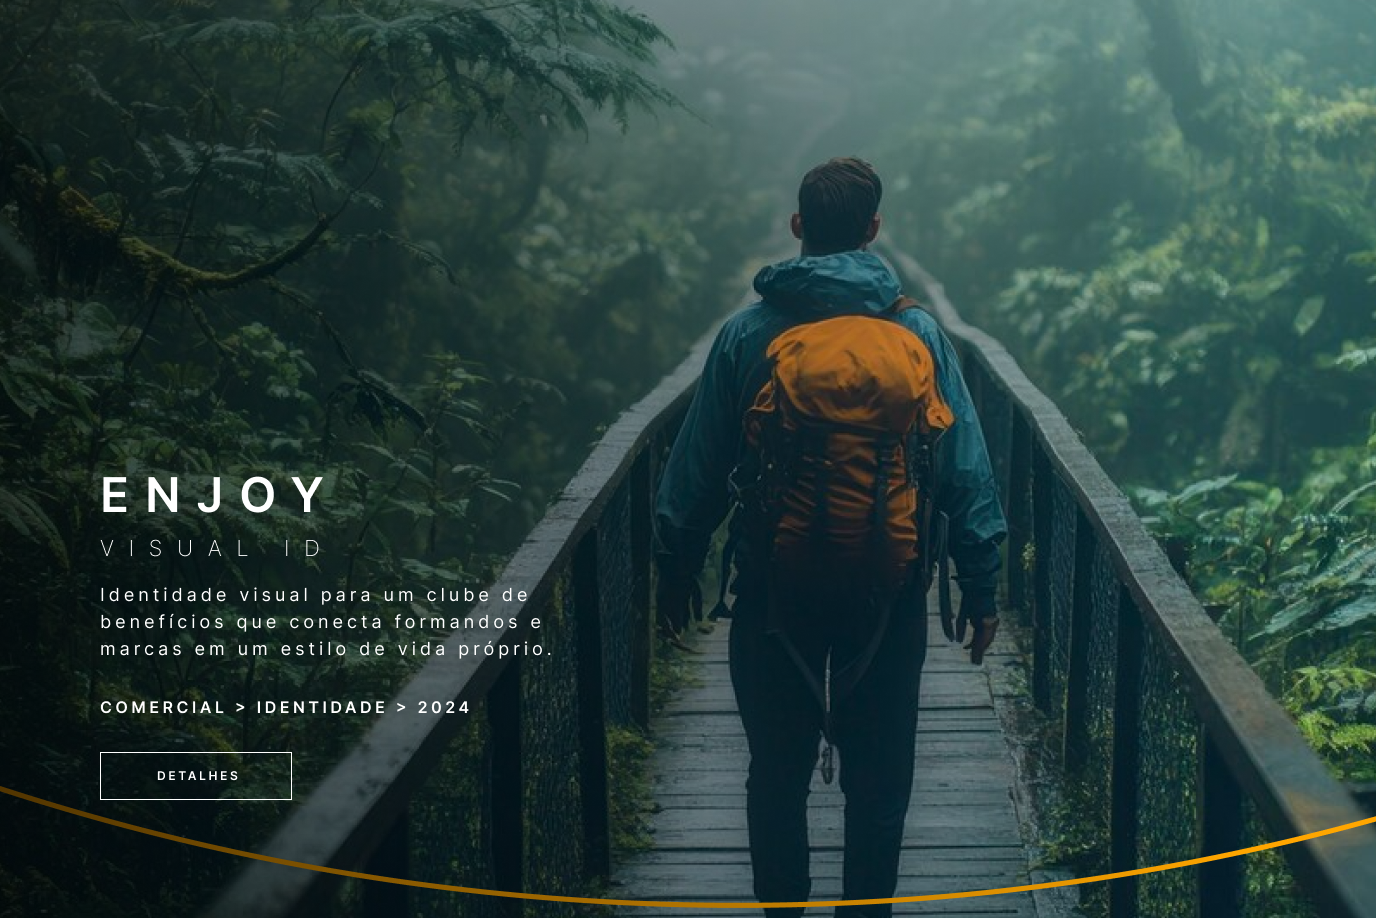 ENJOY
VISUAL ID
Identidade visual para um clube de
benefícios que conecta formandos e
marcas em um estilo de vida próprio.
COMERCIAL > IDENTIDADE > 2024
DETALHES